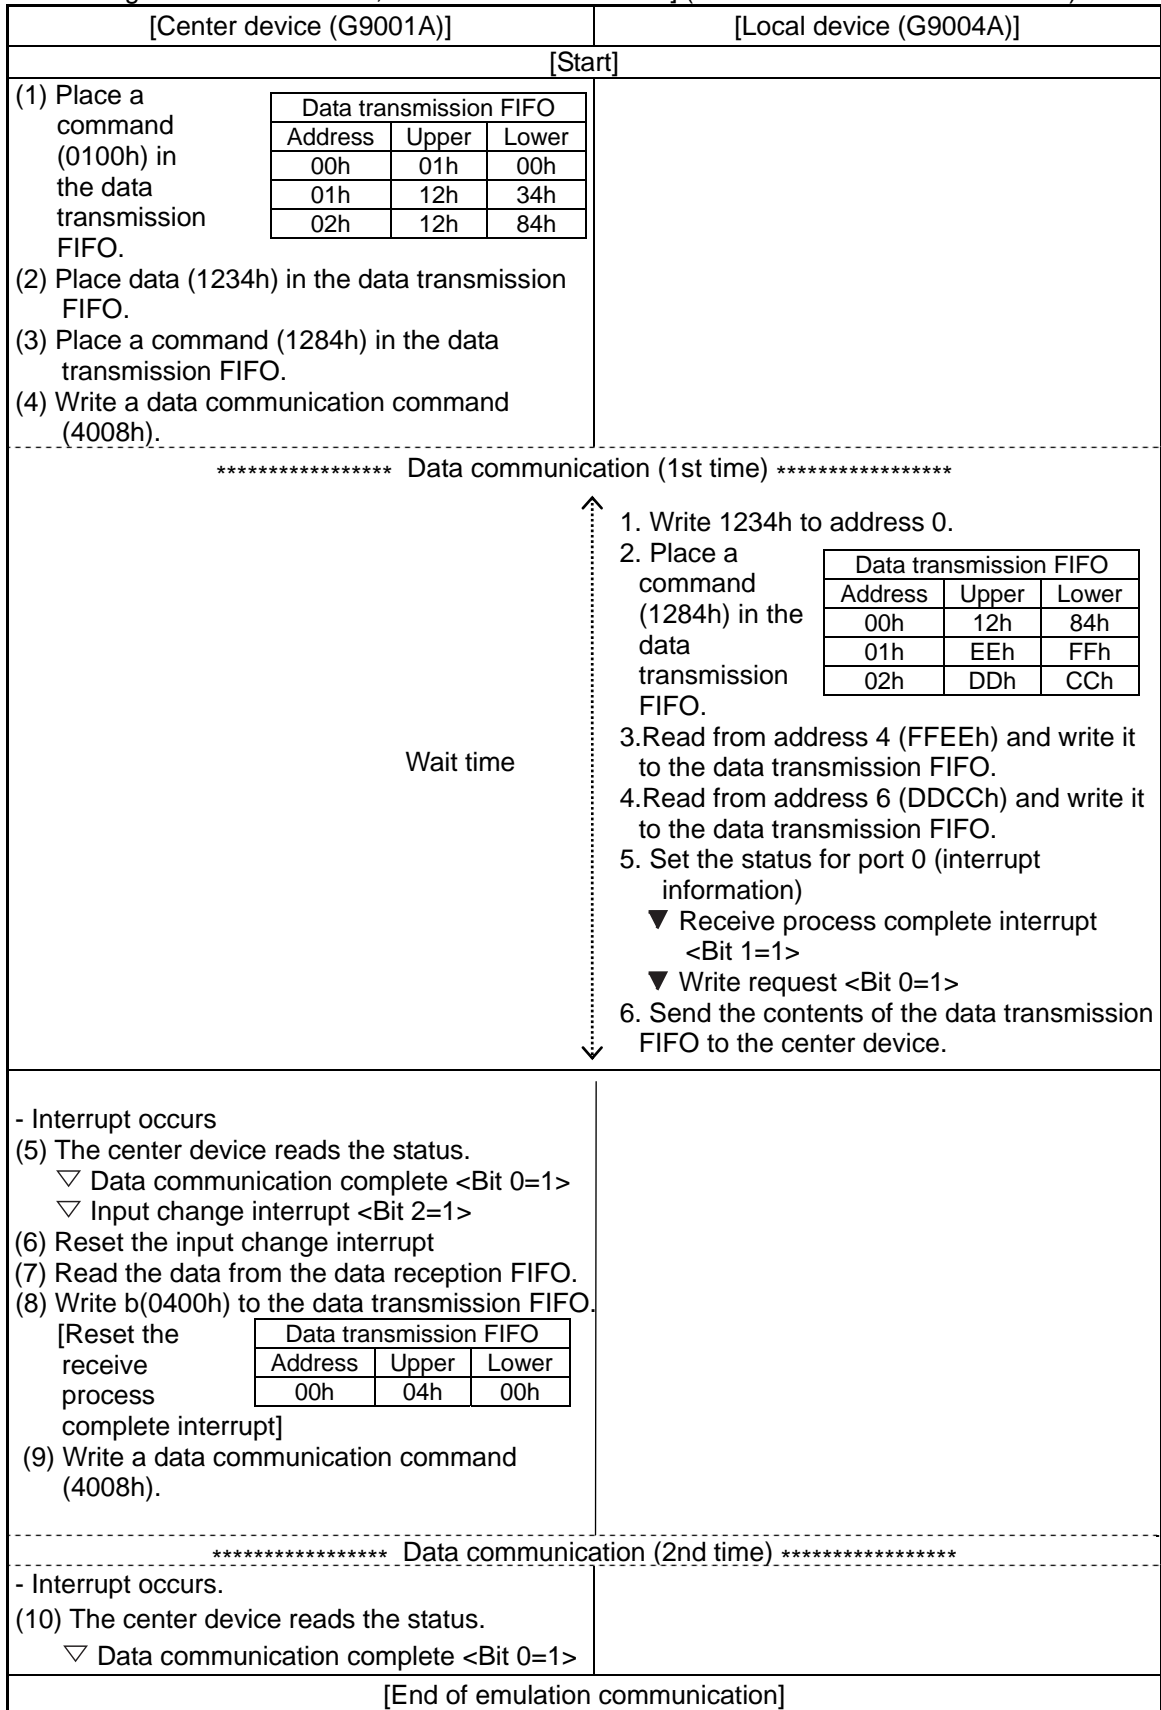 [Center device (G9001A)] [Local device (G9004A)]
[Start]
(1) Place a
command
(0100h) in
the data
transmission
FIFO.
Data transmission FIFO
Address Upper Lower
00h 01h 00h
01h 12h 34h
02h 12h 84h
(2) Place data (1234h) in the data transmission
FIFO.
(3) Place a command (1284h) in the data
transmission FIFO.
(4) Write a data communication command
(4008h).
***************** Data communication (1st time) *****************
Wait time
1. Write 1234h to address 0.
2. Place a
command
(1284h) in the
data
transmission
FIFO.
Data transmission FIFO
Address Upper Lower
00h 12h 84h
01h EEh FFh
02h DDh CCh
3.Read from address 4 (FFEEh) and write it
to the data transmission FIFO.
4.Read from address 6 (DDCCh) and write it
to the data transmission FIFO.
5. Set the status for port 0 (interrupt
information)
▼ Receive process complete interrupt
<Bit 1=1>
▼ Write request <Bit 0=1>
6. Send the contents of the data transmission
FIFO to the center device.
- Interrupt occurs
(5) The center device reads the status.
▽ Data communication complete <Bit 0=1>
▽ Input change interrupt <Bit 2=1>
(6) Reset the input change interrupt
(7) Read the data from the data reception FIFO.
(8) Write b(0400h) to the data transmission FIFO.
[Reset the
receive
process
complete interrupt]
Data transmission FIFO
Address Upper Lower
00h 04h 00h
(9) Write a data communication command
(4008h).
***************** Data communication (2nd time) *****************
- Interrupt occurs.
(10) The center device reads the status.
▽ Data communication complete <Bit 0=1>
[End of emulation communication]